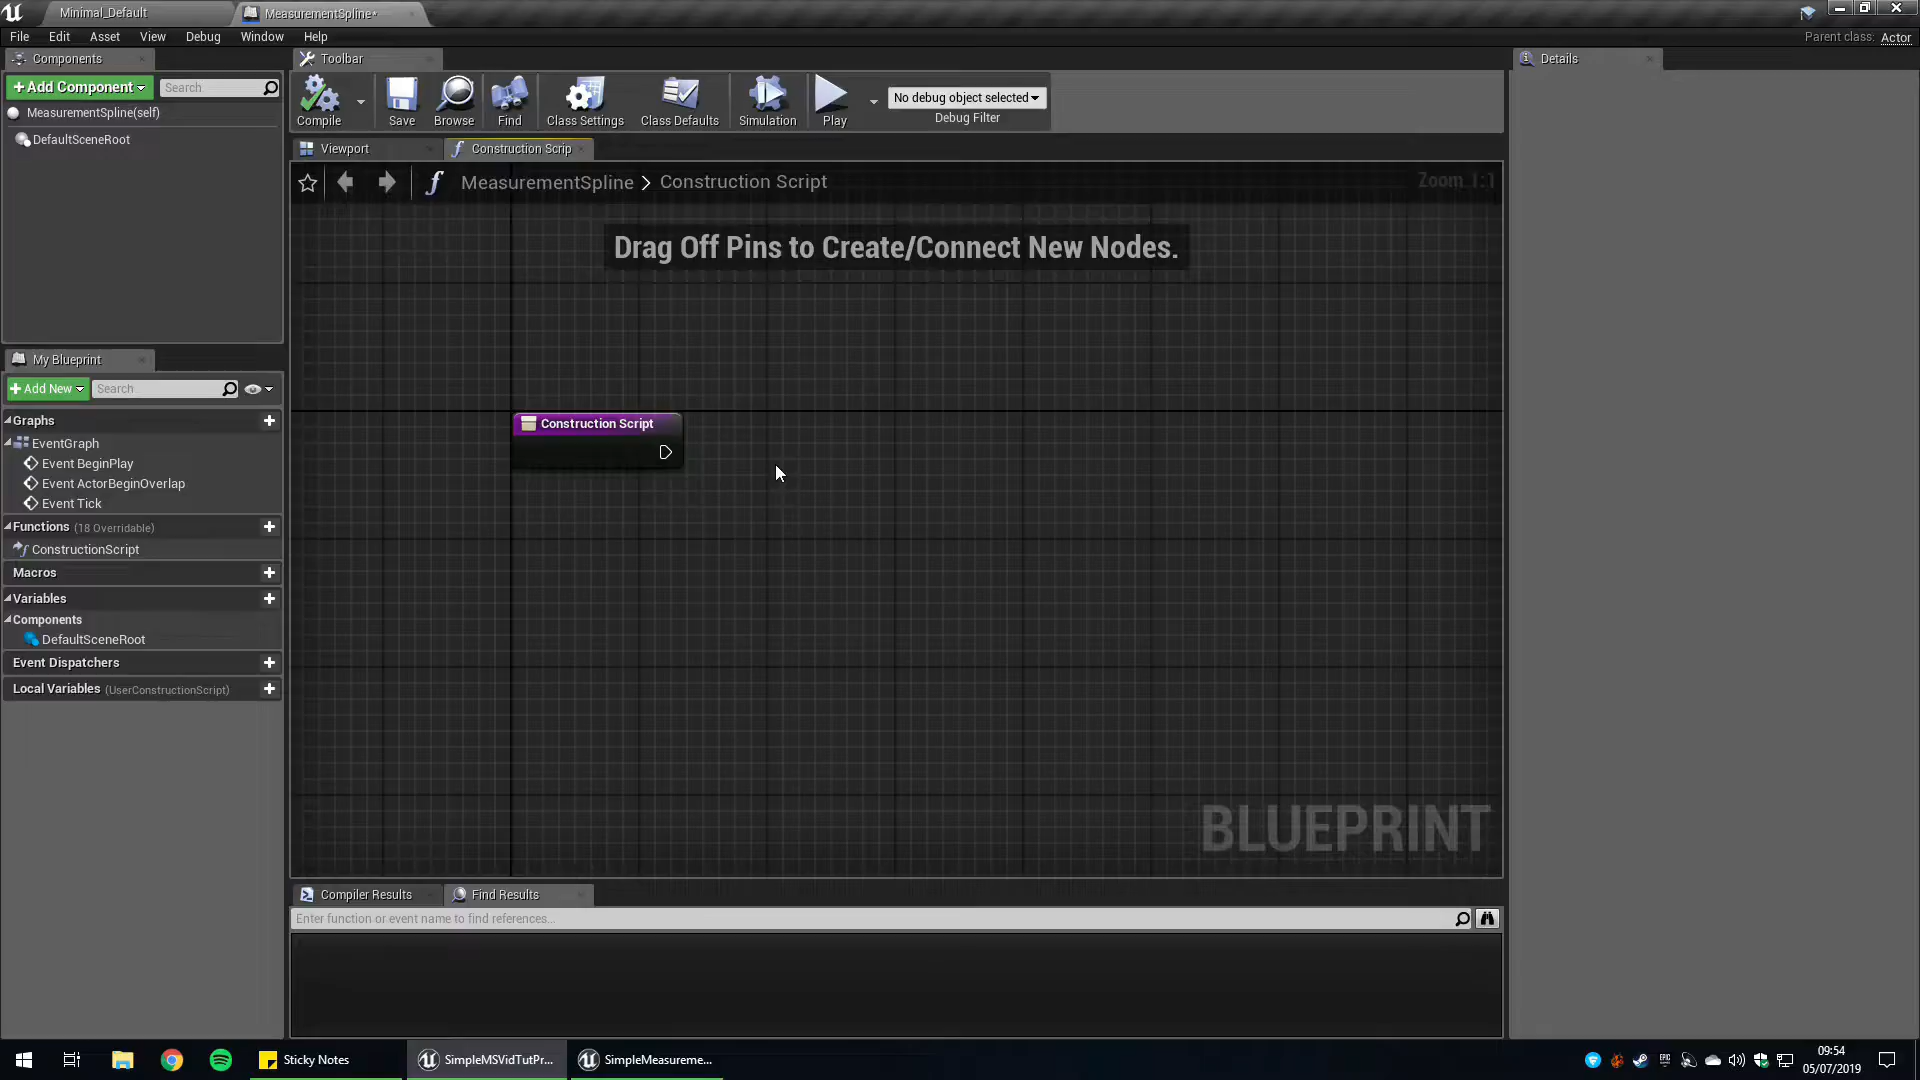 Minimal_Default
MeasurementSpline*
File Edit Asset View Debug Window Help
Parent class: Actor
Components
+ Add Component
Search
MeasurementSpline(self)
DefaultSceneRoot
Toolbar
Compile
Save
Browse
Find
Class Settings
Class Defaults
Simulation
Play
No debug object selected
Debug Filter
Details
Viewport
Construction Scrip
MeasurementSpline > Construction Script
Zoom 1:1
Drag Off Pins to Create/Connect New Nodes.
Construction Script
BLUEPRINT
My Blueprint
+ Add New
Search
Graphs
EventGraph
Event BeginPlay
Event ActorBeginOverlap
Event Tick
Functions (18 Overridable)
ConstructionScript
Macros
Variables
Components
DefaultSceneRoot
Event Dispatchers
Local Variables (UserConstructionScript)
Compiler Results
Find Results
Enter function or event name to find references...
Sticky Notes
SimpleMSVidTutPr...
SimpleMeasureme...
09:54
05/07/2019